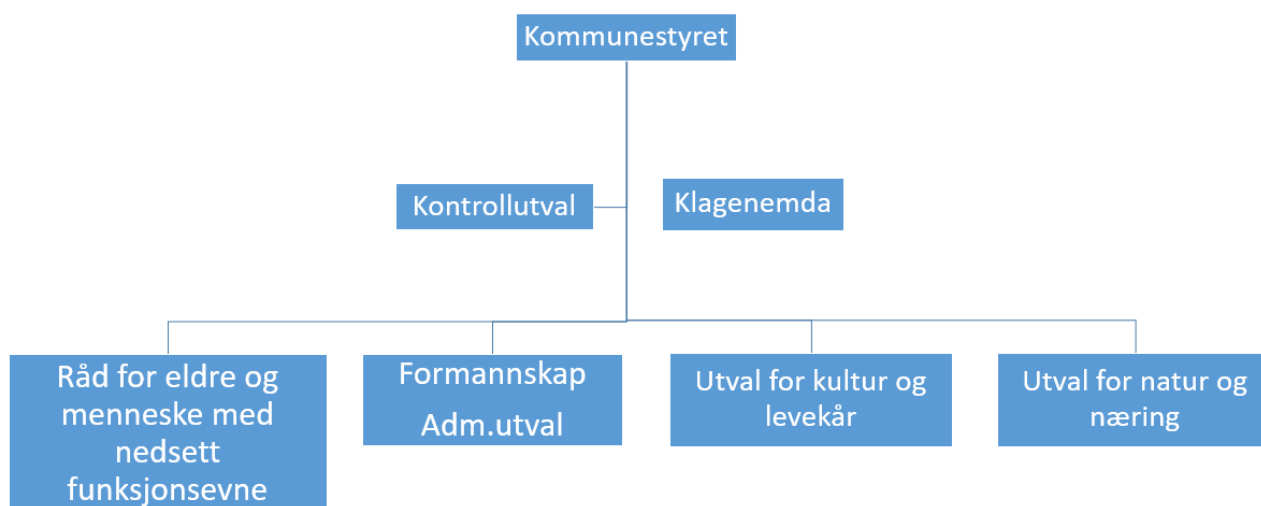 Kommunestyret
Kontrollutval
Klagenemda
Råd for eldre og
menneske med
nedsett
funksjonsevne
Formannskap
Adm.utval
Utval for kultur og
levekår
Utval for natur og
næring